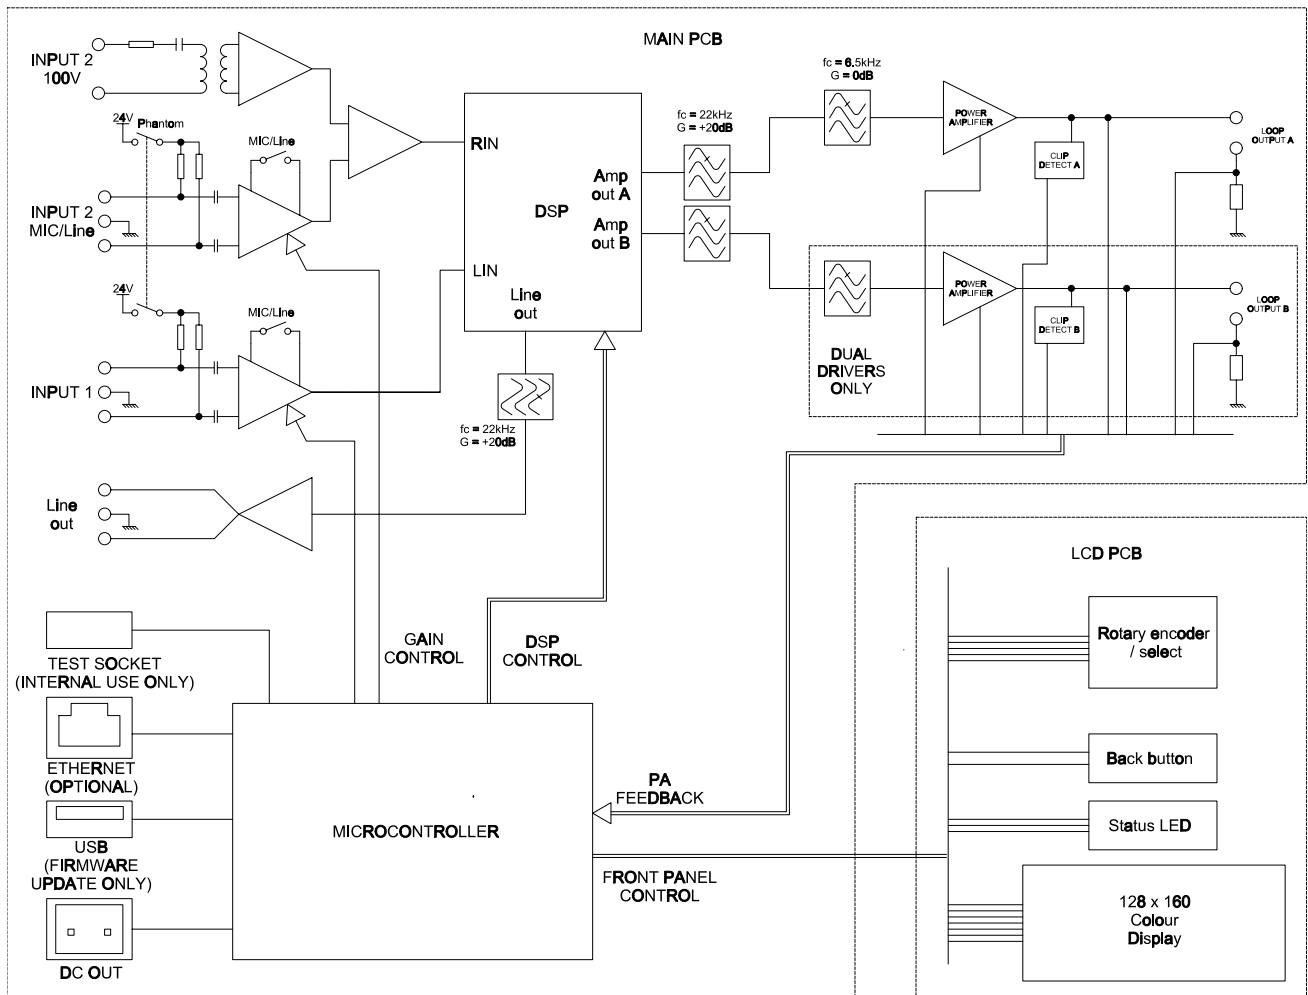 MAIN PCB
INPUT 2
100V
24V
Phantom
MIC/Line
INPUT 2
MIC/Line
24V
MIC/Line
INPUT 1
RIN
LIN
DSP
Amp
out A
Amp
out B
Line
out
fc = 22kHz
G = +20dB
fc = 6.5kHz
G = 0dB
POWER
AMPLIFIER
CLIP
DETECT A
LOOP
OUTPUT A
POWER
AMPLIFIER
CLIP
DETECT B
LOOP
OUTPUT B
DUAL
DRIVERS
ONLY
fc = 22kHz
G = +20dB
Line
out
GAIN
CONTROL
DSP
CONTROL
TEST SOCKET
(INTERNAL USE ONLY)
ETHERNET
(OPTIONAL)
USB
(FIRMWARE
UPDATE ONLY)
DC OUT
MICROCONTROLLER
PA
FEEDBACK
FRONT PANEL
CONTROL
LCD PCB
Rotary encoder
/ select
Back button
Status LED
128 x 160
Colour
Display